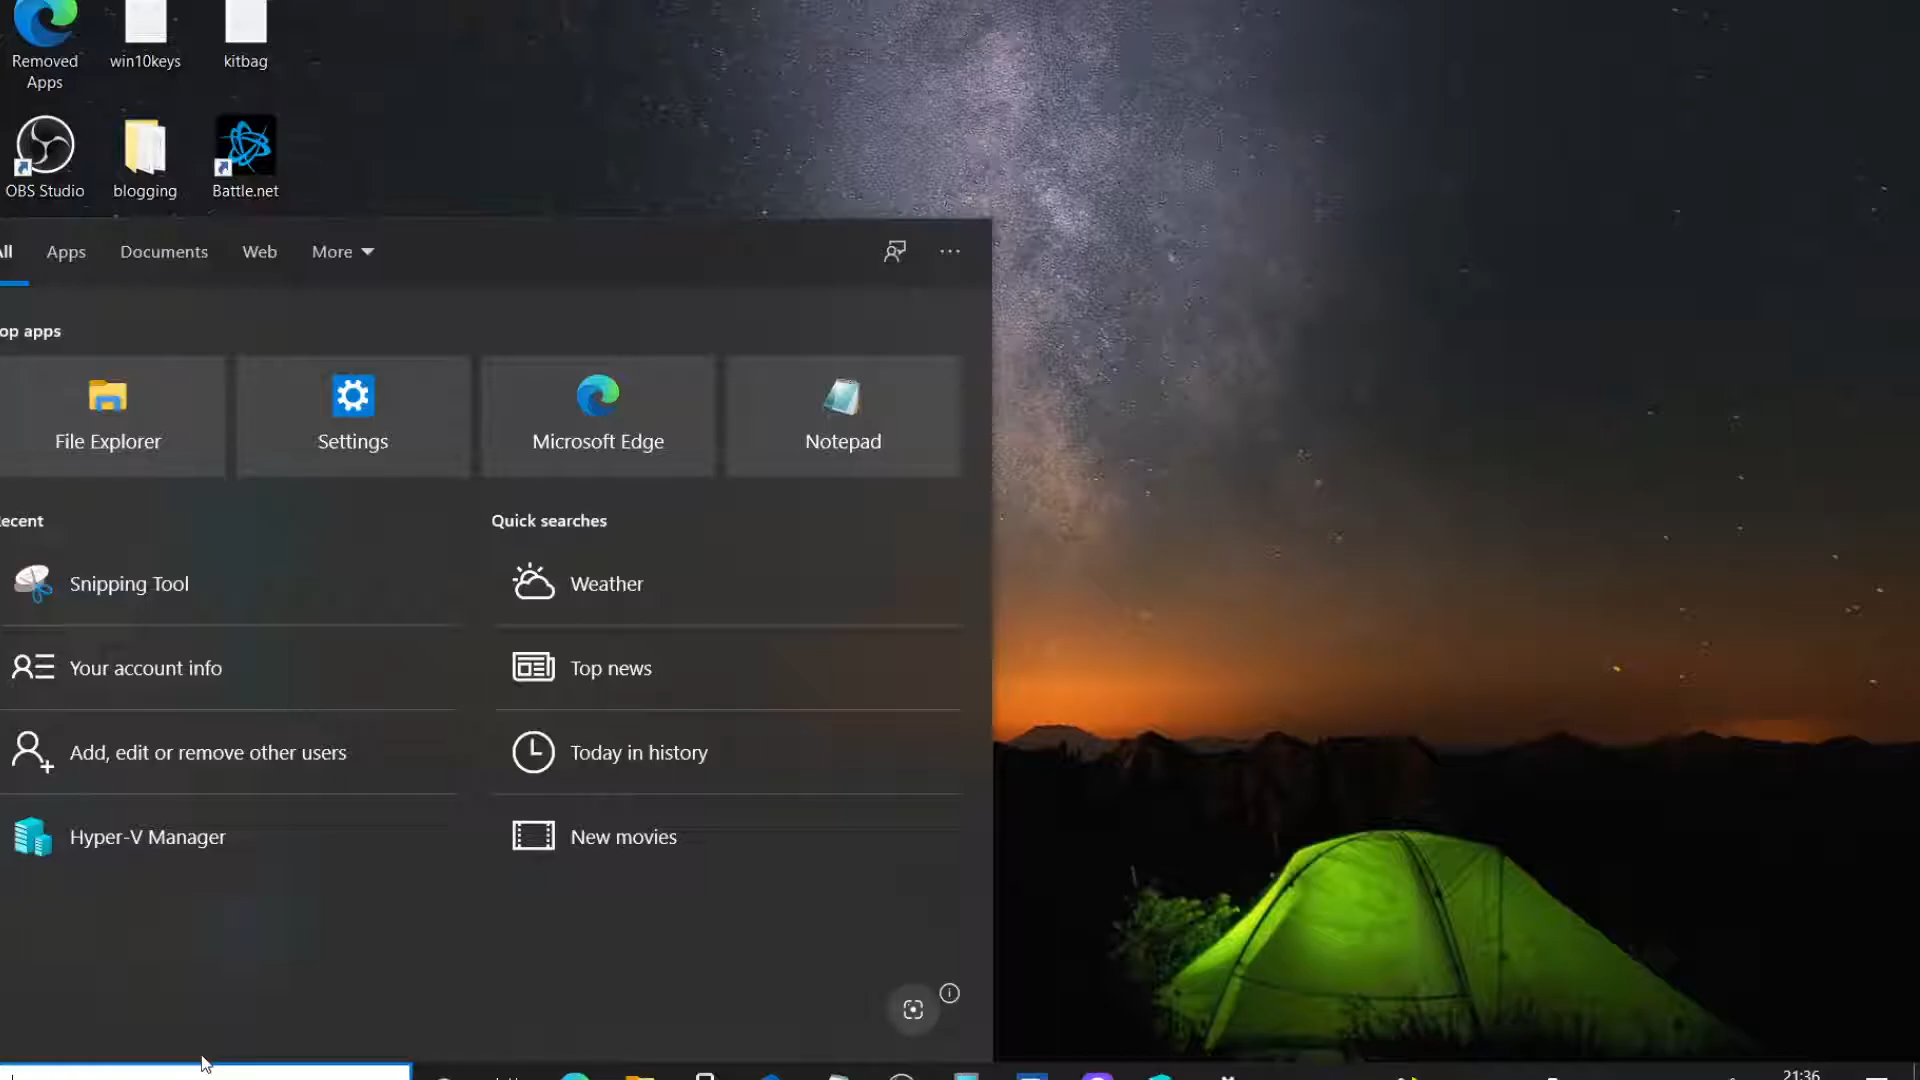 Removed
Apps
win10keys
kitbag
OBS Studio
blogging
Battle.net
ll
Apps
Documents
Web
More
op apps
File Explorer
Settings
Microsoft Edge
Notepad
ecent
Quick searches
Snipping Tool
Weather
Your account info
Top news
Add, edit or remove other users
Today in history
Hyper-V Manager
New movies
21:36